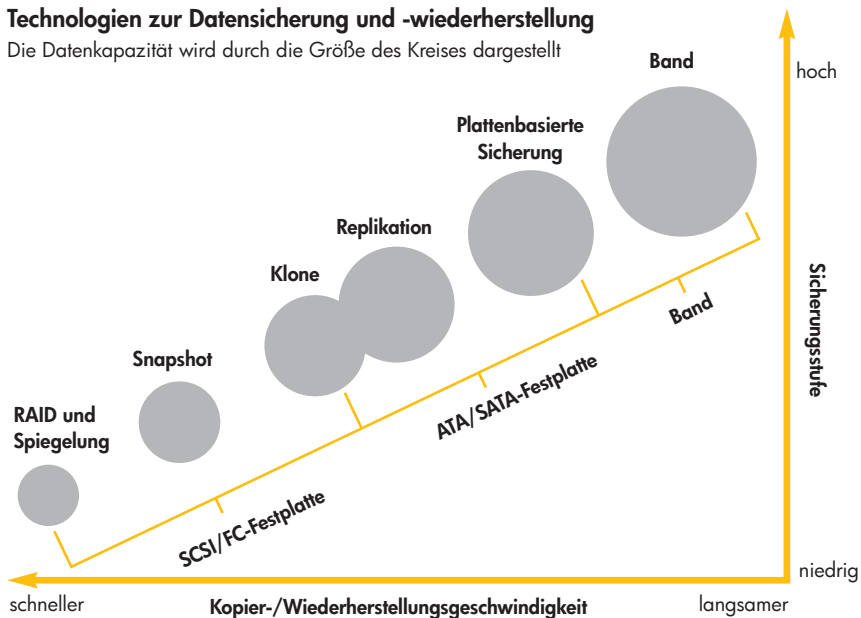 Technologien zur Datensicherung und -wiederherstellung
Die Datenkapazität wird durch die Größe des Kreises dargestellt
Band
hoch
Plattenbasierte
Sicherung
Replikation
Klone
Snapshot
RAID und
Spiegelung
Sicherungsstufe
Band
ATA/SATA-Festplatte
SCSI/FC-Festplatte
niedrig
schneller
Kopier-/Wiederherstellungsgeschwindigkeit
langsamer